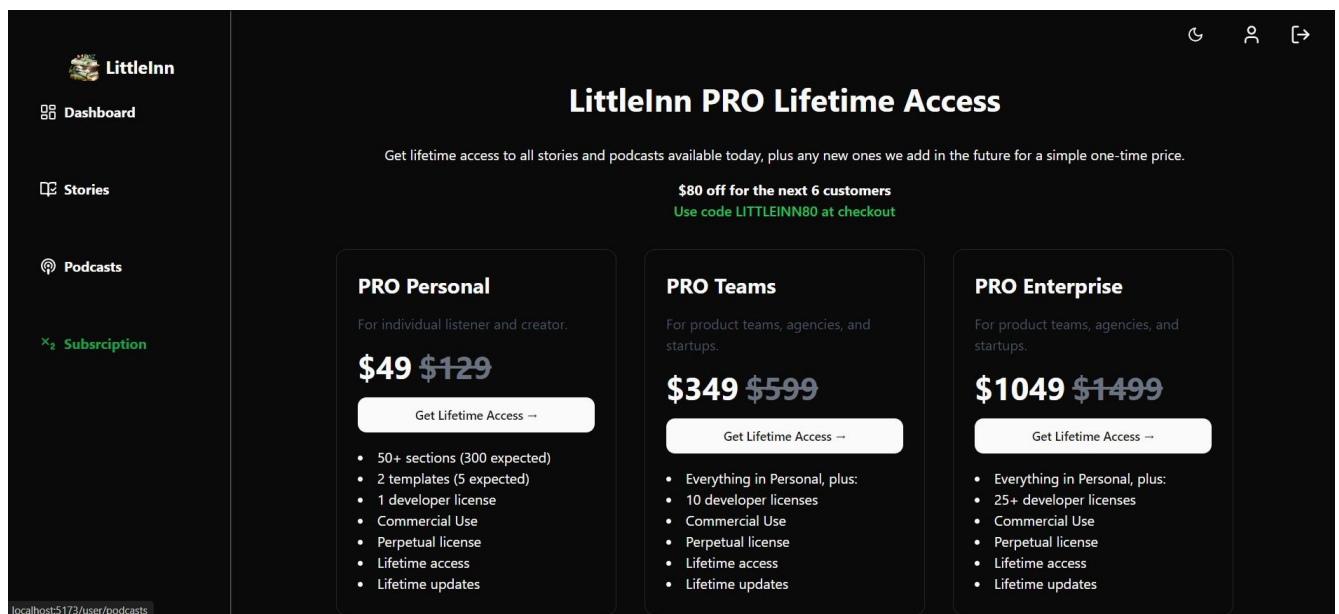 LittleInn
Dashboard
Stories
Podcasts
Subsrciption
LittleInn PRO Lifetime Access
Get lifetime access to all stories and podcasts available today, plus any new ones we add in the future for a simple one-time price.
$80 off for the next 6 customers
Use code LITTLEINN80 at checkout
PRO Personal
For individual listener and creator.
$49 $129
Get Lifetime Access →
• 50+ sections (300 expected)
• 2 templates (5 expected)
• 1 developer license
• Commercial Use
• Perpetual license
• Lifetime access
• Lifetime updates
PRO Teams
For product teams, agencies, and
startups.
$349 $599
Get Lifetime Access →
• Everything in Personal, plus:
• 10 developer licenses
• Commercial Use
• Perpetual license
• Lifetime access
• Lifetime updates
PRO Enterprise
For product teams, agencies, and
startups.
$1049 $1499
Get Lifetime Access →
• Everything in Personal, plus:
• 25+ developer licenses
• Commercial Use
• Perpetual license
• Lifetime access
• Lifetime updates
localhost:5173/user/podcasts